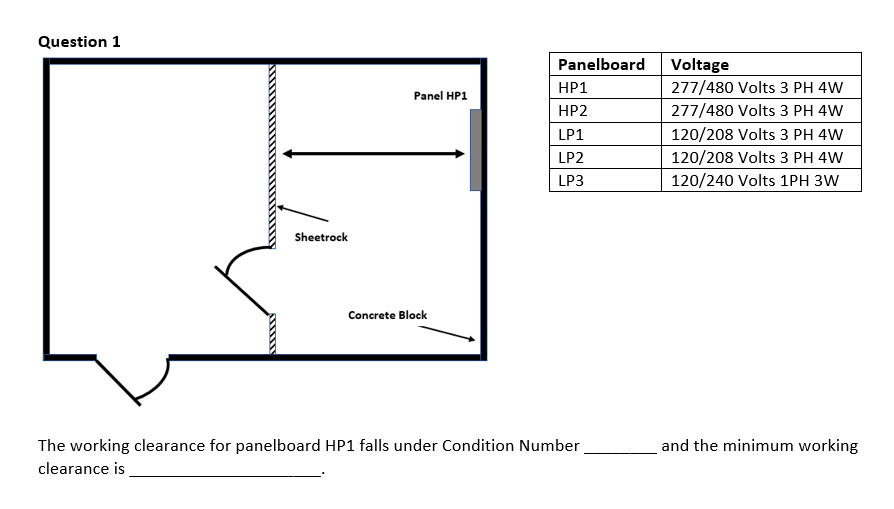 Question 1
Panel HP1
Sheetrock
Concrete Block
Panelboard Voltage
HP1 277/480 Volts 3 PH 4W
HP2 277/480 Volts 3 PH 4W
LP1 120/208 Volts 3 PH 4W
LP2 120/208 Volts 3 PH 4W
LP3 120/240 Volts 1PH 3W
The working clearance for panelboard HP1 falls under Condition Number ________ and the minimum working
clearance is ______________________.